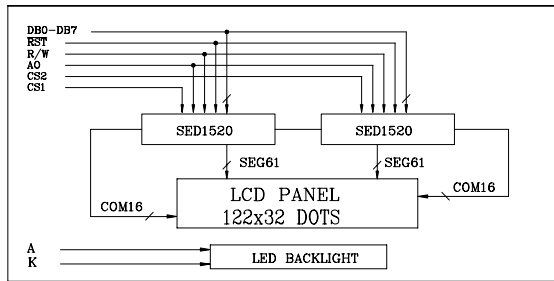 DB0-DB7
RST
R/W
A0
CS2
CS1
SED1520 SED1520
SEG61 SEG61
LCD PANEL
122x32 DOTS
COM16 COM16
A
K
LED BACKLIGHT